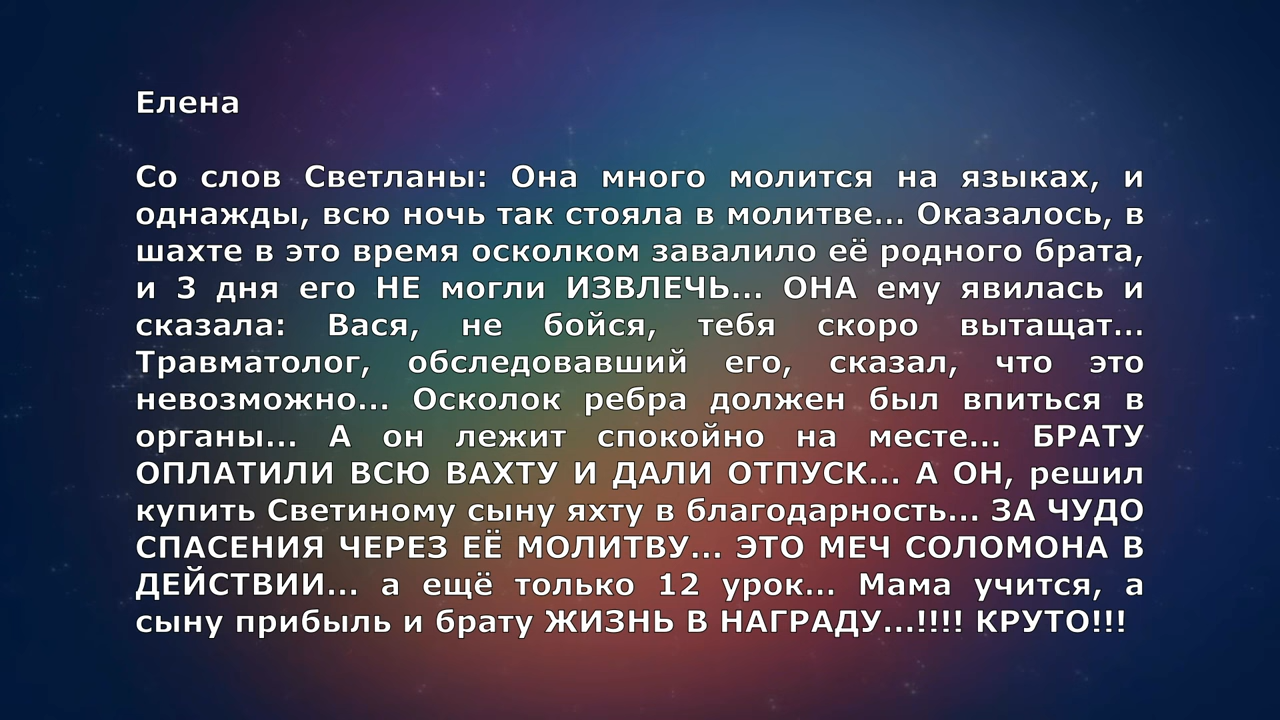 Елена
Со слов Светланы: Она много молится на языках, и
однажды, всю ночь так стояла в молитве... Оказалось, в
шахте в это время осколком завалило её родного брата,
и 3 дня его НЕ могли ИЗВЛЕЧЬ... ОНА ему явилась и
сказала: Вася, не бойся, тебя скоро вытащат...
Травматолог, обследовавший его, сказал, что это
невозможно... Осколок ребра должен был впиться в
органы... А он лежит спокойно на месте... БРАТУ
ОПЛАТИЛИ ВСЮ ВАХТУ И ДАЛИ ОТПУСК... А ОН, решил
купить Светиному сыну яхту в благодарность... ЗА ЧУДО
СПАСЕНИЯ ЧЕРЕЗ ЕЁ МОЛИТВУ... ЭТО МЕЧ СОЛОМОНА В
ДЕЙСТВИИ... а ещё только 12 урок... Мама учится, а
сыну прибыль и брату ЖИЗНЬ В НАГРАДУ...!!!! КРУТО!!!